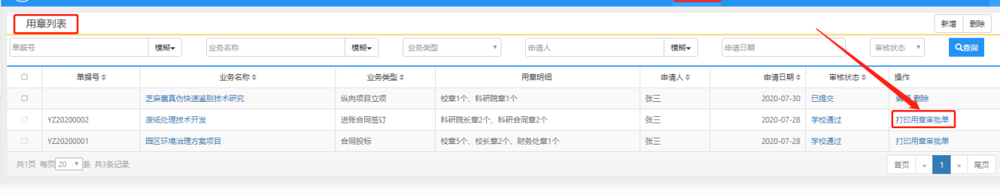 用章列表 新增 删除
单据号 模糊 业务名称 模糊 业务类型 申请人 模糊 申请日期 审核状态 查询
单据号 业务名称 业务类型 用章明细 申请人 申请日期 审核状态 操作
芝麻酱真伪快速鉴别技术研究 纵向项目立项 校章1个、科研院章1个 张三 2020-07-30 已提交 编辑 删除
YZ20200002 废纸处理技术开发 进账合同签订 科研院长章2个、科研合同章2个 张三 2020-07-28 学校通过 打印用章审批单
YZ20200001 园区环境治理方案项目 合同投标 校章5个、校长章2个、财务处章1个 张三 2020-07-28 学校通过 打印用章审批单
共1页 每页 20 条 共3条记录 首页 « 1 » 尾页